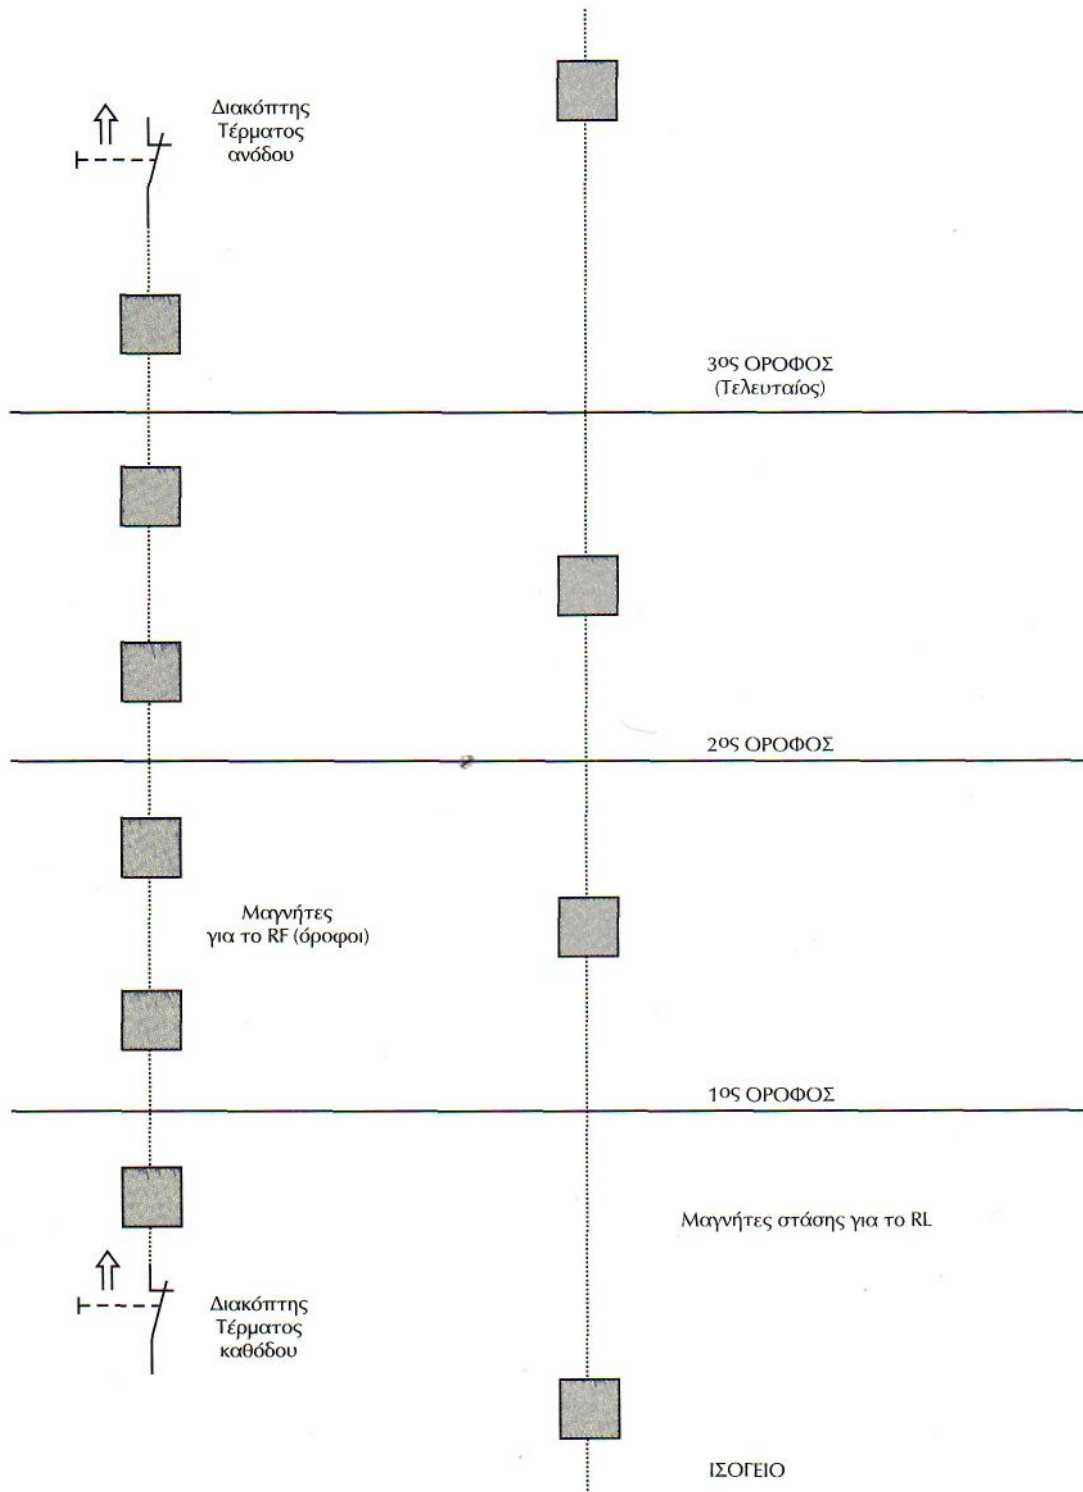 Διακόπτης
Τέρματος
ανόδου
3ος ΟΡΟΦΟΣ
(Τελευταίος)
2ος ΟΡΟΦΟΣ
Μαγνήτες
για το RF (όροφοι)
1ος ΟΡΟΦΟΣ
Μαγνήτες στάσης για το RL
Διακόπτης
Τέρματος
καθόδου
ΙΣΟΓΕΙΟ